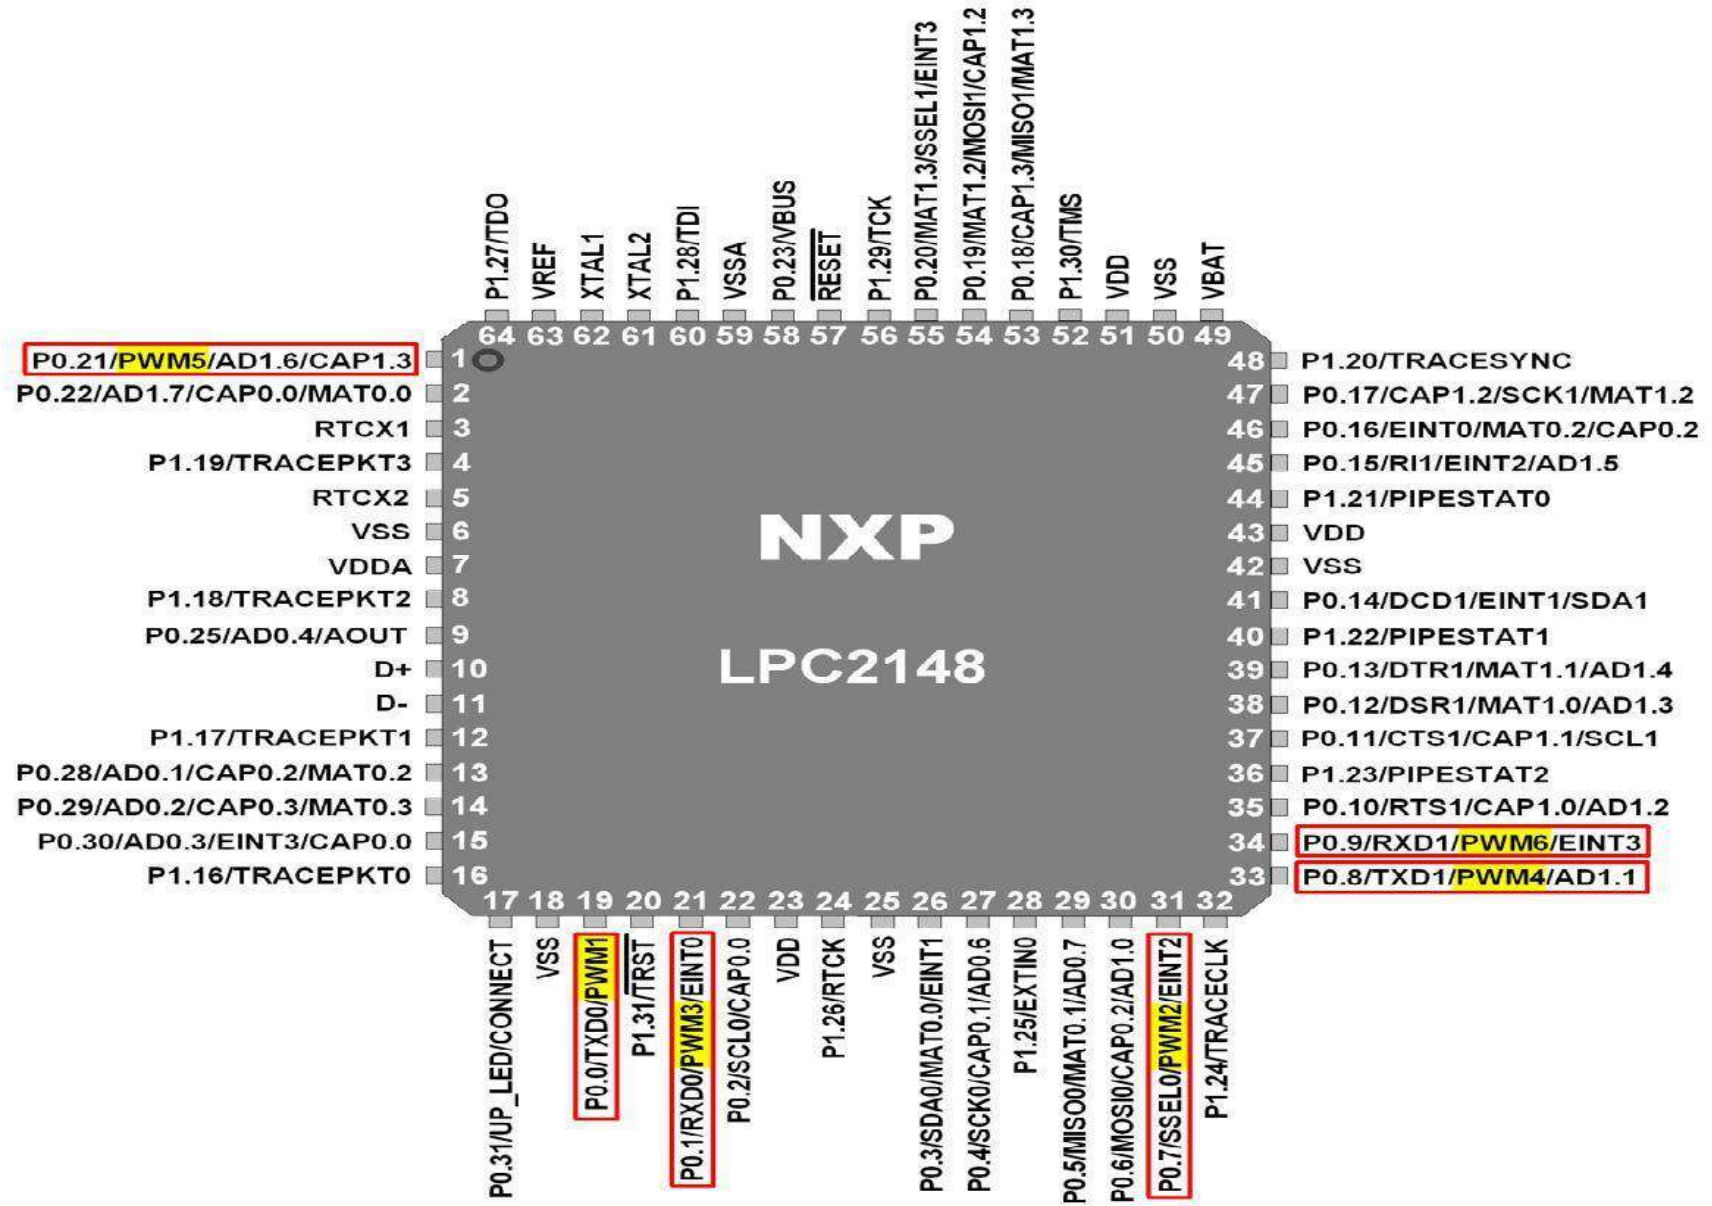 P1.27/TDO
VREF
XTAL1
XTAL2
P1.28/TDI
VSSA
P0.23/VBUS
RESET
P1.29/TCK
P0.20/MAT1.3/SSEL1/EINT3
P0.19/MAT1.2/MOSI1/CAP1.2
P0.18/CAP1.3/MISO1/MAT1.3
P1.30/TMS
VDD
VSS
VBAT
64 63 62 61 60 59 58 57 56 55 54 53 52 51 50 49
P0.21/PWM5/AD1.6/CAP1.3 1
P0.22/AD1.7/CAP0.0/MAT0.0 2
RTCX1 3
P1.19/TRACEPKT3 4
RTCX2 5
VSS 6
VDDA 7
P1.18/TRACEPKT2 8
P0.25/AD0.4/AOUT 9
D+ 10
D- 11
P1.17/TRACEPKT1 12
P0.28/AD0.1/CAP0.2/MAT0.2 13
P0.29/AD0.2/CAP0.3/MAT0.3 14
P0.30/AD0.3/EINT3/CAP0.0 15
P1.16/TRACEPKT0 16
NXP
LPC2148
48 P1.20/TRACESYNC
47 P0.17/CAP1.2/SCK1/MAT1.2
46 P0.16/EINT0/MAT0.2/CAP0.2
45 P0.15/RI1/EINT2/AD1.5
44 P1.21/PIPESTAT0
43 VDD
42 VSS
41 P0.14/DCD1/EINT1/SDA1
40 P1.22/PIPESTAT1
39 P0.13/DTR1/MAT1.1/AD1.4
38 P0.12/DSR1/MAT1.0/AD1.3
37 P0.11/CTS1/CAP1.1/SCL1
36 P1.23/PIPESTAT2
35 P0.10/RTS1/CAP1.0/AD1.2
34 P0.9/RXD1/PWM6/EINT3
33 P0.8/TXD1/PWM4/AD1.1
17 18 19 20 21 22 23 24 25 26 27 28 29 30 31 32
P0.31/UP_LED/CONNECT
VSS
P0.0/TXD0/PWM1
P1.31/TRST
P0.1/RXD0/PWM3/EINT0
P0.2/SCL0/CAP0.0
VDD
P1.26/RTCK
VSS
P0.3/SDA0/MAT0.0/EINT1
P0.4/SCK0/CAP0.1/AD0.6
P1.25/EXTIN0
P0.5/MISO0/MAT0.1/AD0.7
P0.6/MOSI0/CAP0.2/AD1.0
P0.7/SSEL0/PWM2/EINT2
P1.24/TRACECLK